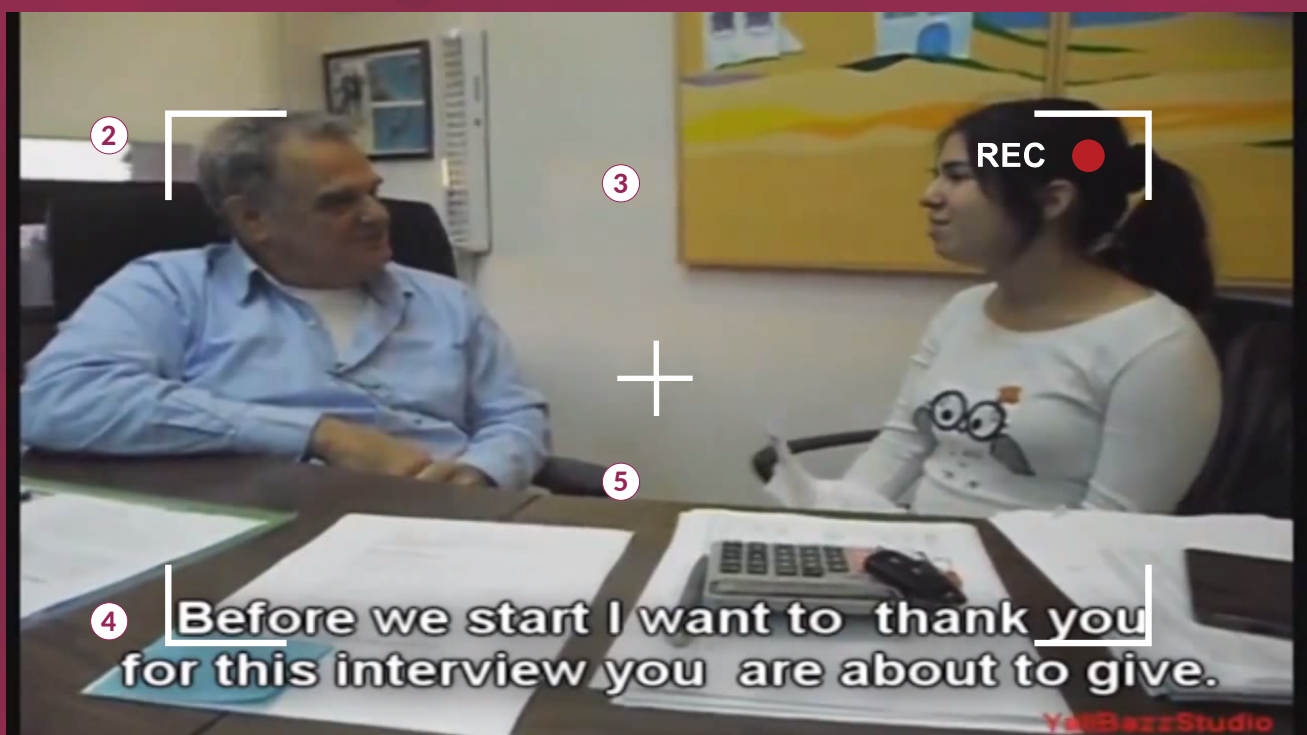 2
3
REC
5
4
Before we start I want to thank you
for this interview you are about to give.
YaliBazzStudio